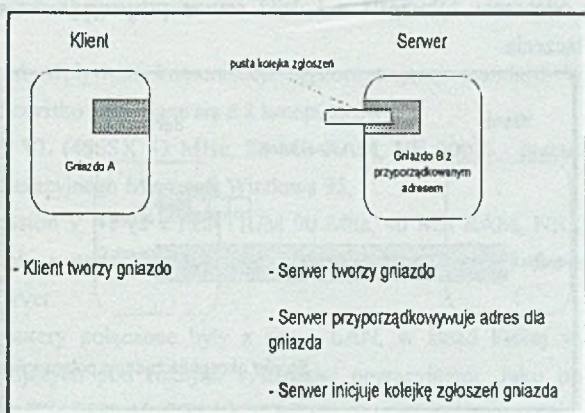 Klient
Serwer
pusta kolejka zgłoszeń
Gniazdo A
Gniazdo B z
przyporządkowanym
adresem
- Klient tworzy gniazdo
- Serwer tworzy gniazdo
- Serwer przyporządkowywuje adres dla
gniazda
- Serwer inicjuje kolejkę zgłoszeń gniazda